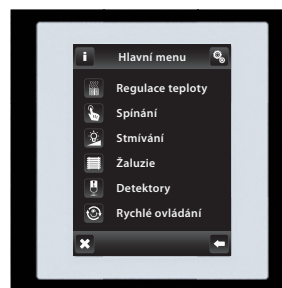 Hlavní menu
Regulace teploty
Spínání
Stmívání
Žaluzie
Detektory
Rychlé ovládání